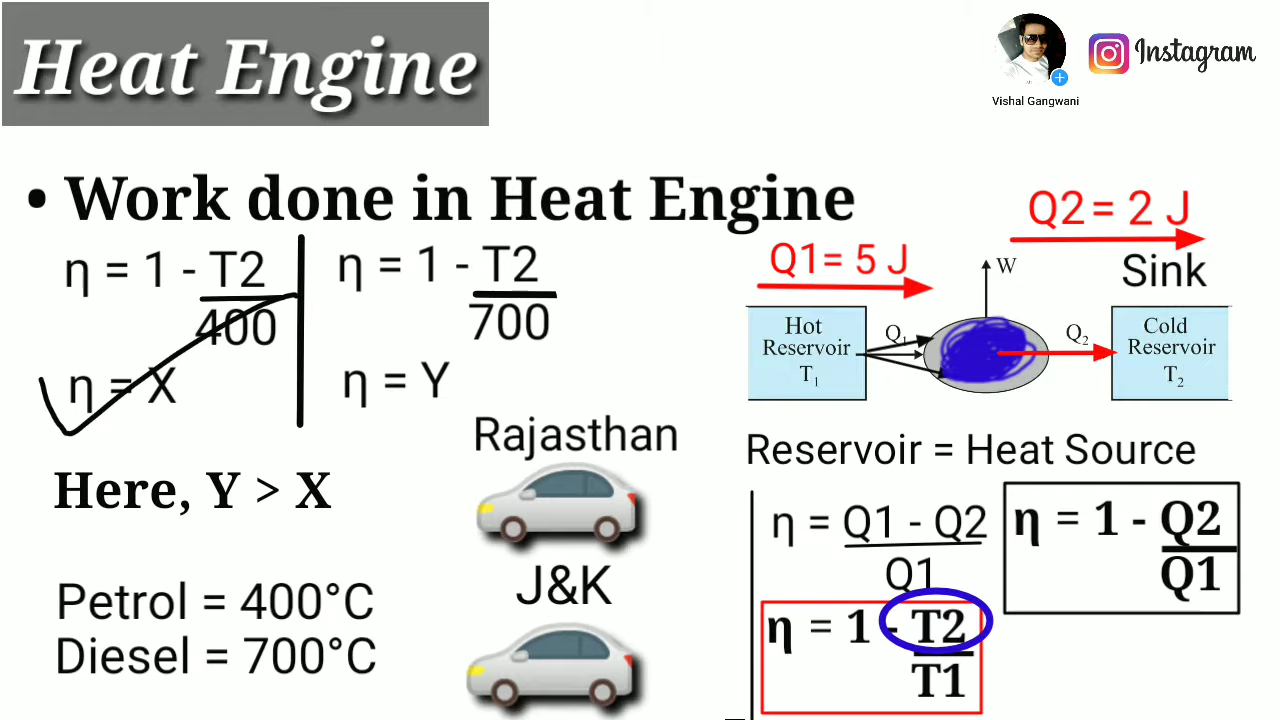 Heat Engine
Instagram
Vishal Gangwani
• Work done in Heat Engine
η = 1 - T2
400
η = X
η = 1 - T2
700
η = Y
Here, Y > X
Petrol = 400°C
Diesel = 700°C
Rajasthan
J&K
Q2 = 2 J
Q1= 5 J
W
Sink
Hot
Reservoir
T1
Q1
Q2
Cold
Reservoir
T2
Reservoir = Heat Source
η = Q1 - Q2
Q1
η = 1 - Q2
Q1
η = 1 - T2
T1